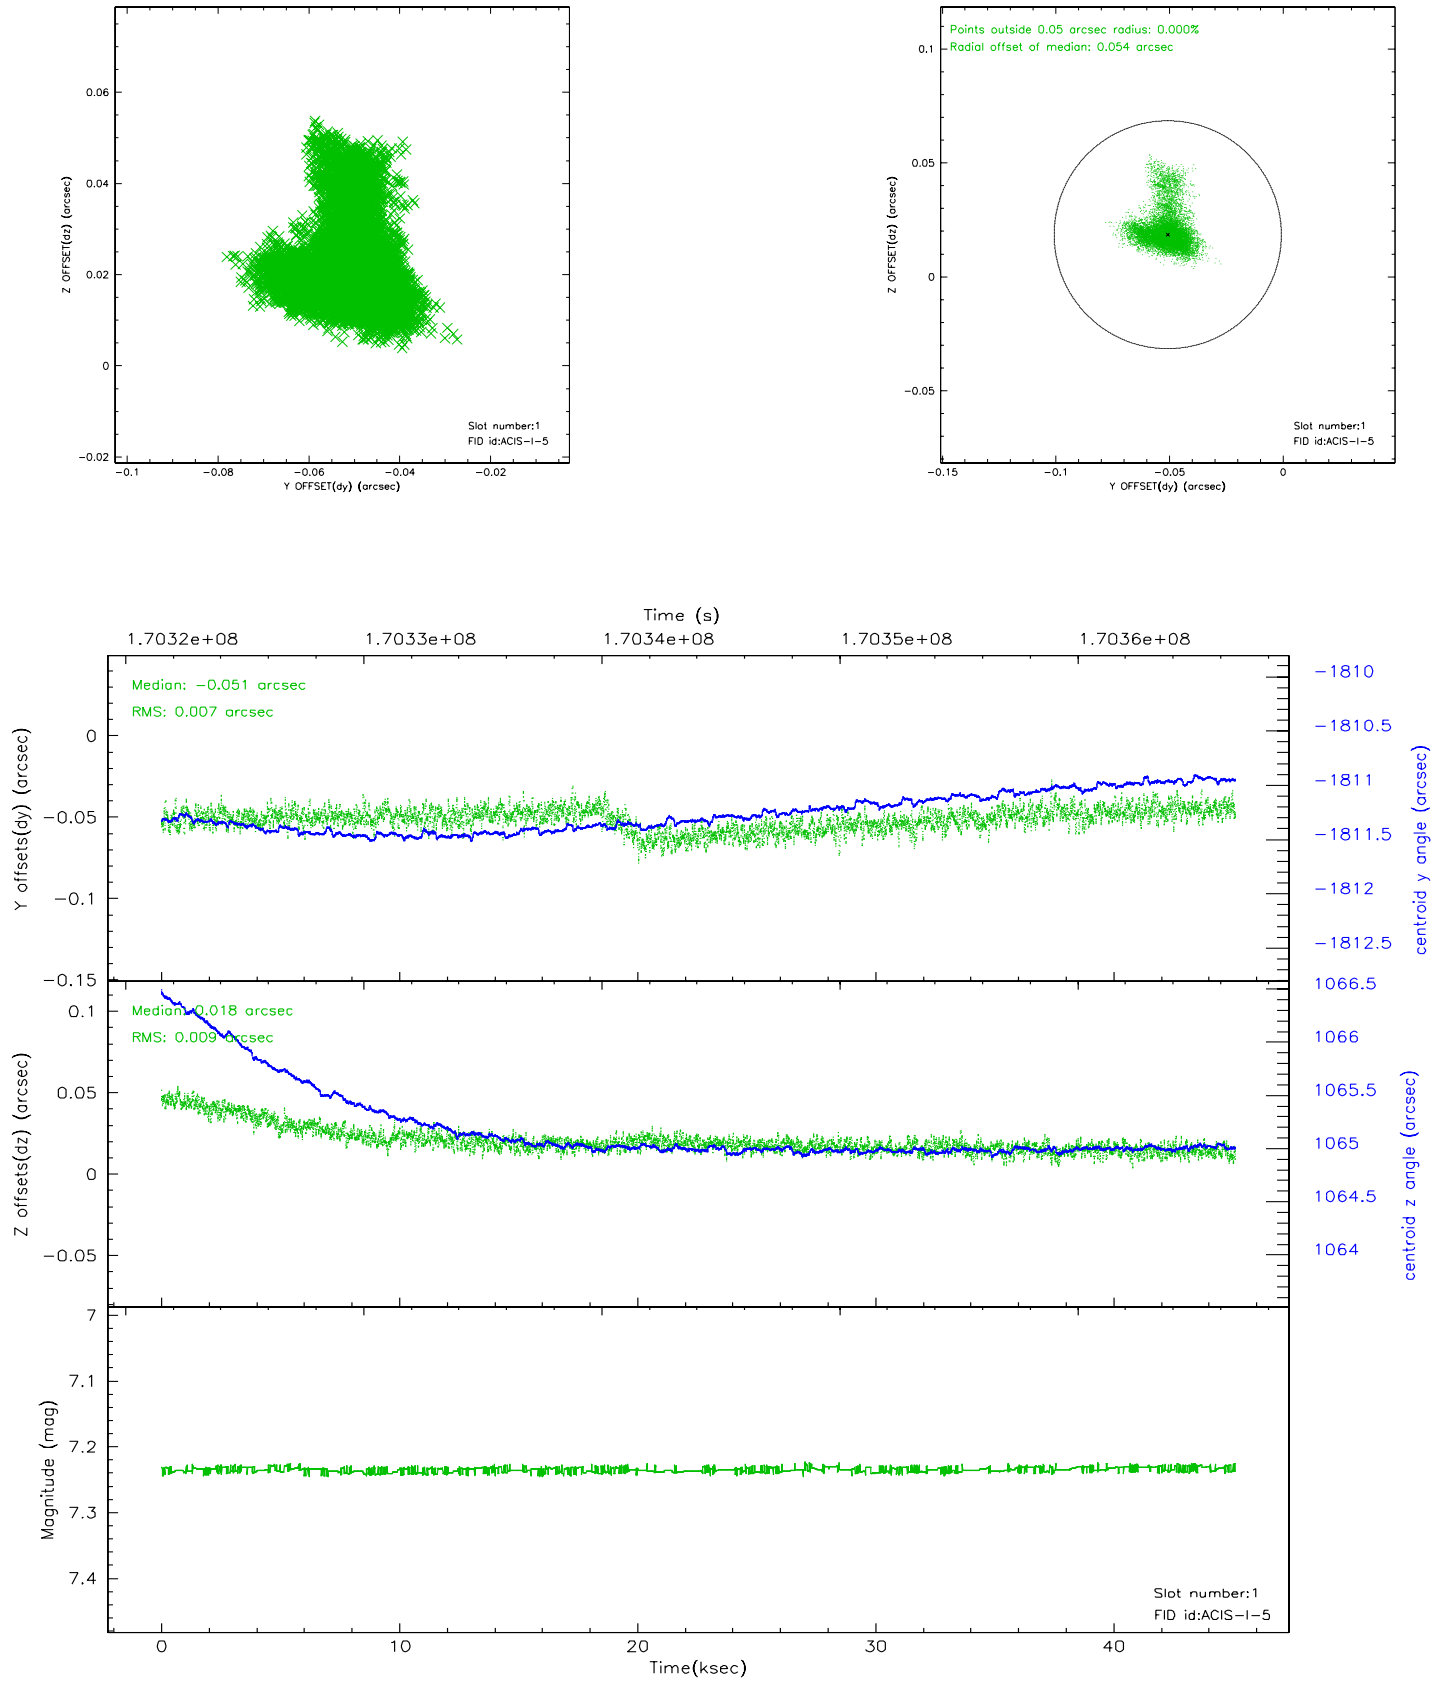 0.06
0.04
0.02
0
-0.02
Z OFFSET(dz) (arcsec)
Slot number:1
FID id:ACIS-I-5
-0.1 -0.08 -0.06 -0.04 -0.02
Y OFFSET(dy) (arcsec)
Points outside 0.05 arcsec radius: 0.000%
Radial offset of median: 0.054 arcsec
0.1
0.05
0
-0.05
Z OFFSET(dz) (arcsec)
Slot number:1
FID id:ACIS-I-5
-0.15 -0.1 -0.05 0
Y OFFSET(dy) (arcsec)
Time (s)
1.7032e+08 1.7033e+08 1.7034e+08 1.7035e+08 1.7036e+08
Median: -0.051 arcsec
RMS: 0.007 arcsec
0
-0.05
-0.1
-0.15
Y offsets(dy) (arcsec)
-1810
-1810.5
-1811
-1811.5
-1812
-1812.5
centroid y angle (arcsec)
Median: 0.018 arcsec
RMS: 0.009 arcsec
0.1
0.05
0
-0.05
Z offsets(dz) (arcsec)
1066.5
1066
1065.5
1065
1064.5
1064
centroid z angle (arcsec)
7
7.1
7.2
7.3
7.4
Magnitude (mag)
Slot number:1
FID id:ACIS-I-5
0 10 20 30 40
Time(ksec)